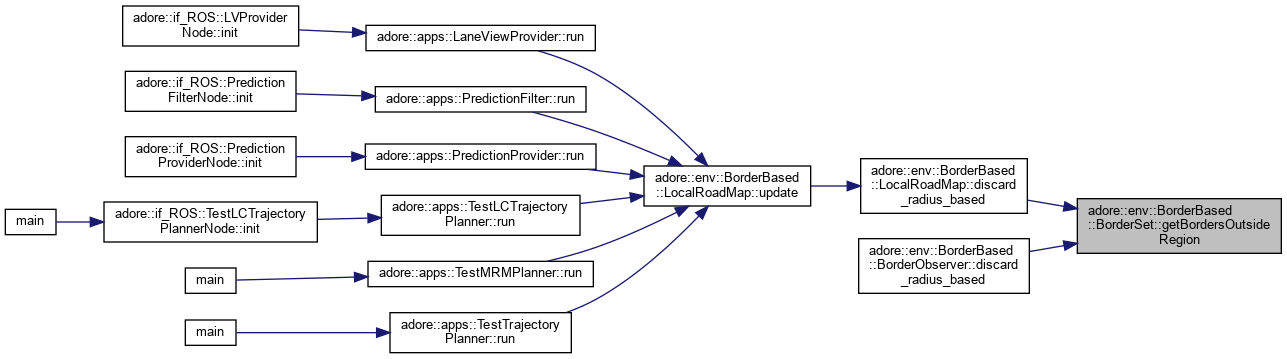 adore::if_ROS::LVProvider
Node::init
adore::apps::LaneViewProvider::run
adore::if_ROS::Prediction
FilterNode::init
adore::apps::PredictionFilter::run
adore::if_ROS::Prediction
ProviderNode::init
adore::apps::PredictionProvider::run
adore::env::BorderBased
::LocalRoadMap::update
adore::env::BorderBased
::LocalRoadMap::discard
_radius_based
main
adore::if_ROS::TestLCTrajectory
PlannerNode::init
adore::apps::TestLCTrajectory
Planner::run
adore::env::BorderBased
::BorderSet::getBordersOutside
Region
main
adore::apps::TestMRMPlanner::run
adore::env::BorderBased
::BorderObserver::discard
_radius_based
main
adore::apps::TestTrajectory
Planner::run